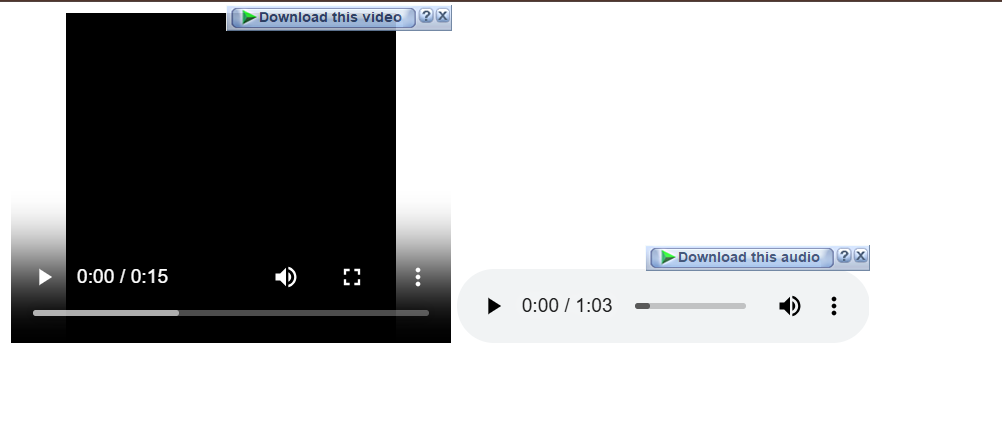 Download this video ? X
0:00 / 0:15
Download this audio ? X
0:00 / 1:03